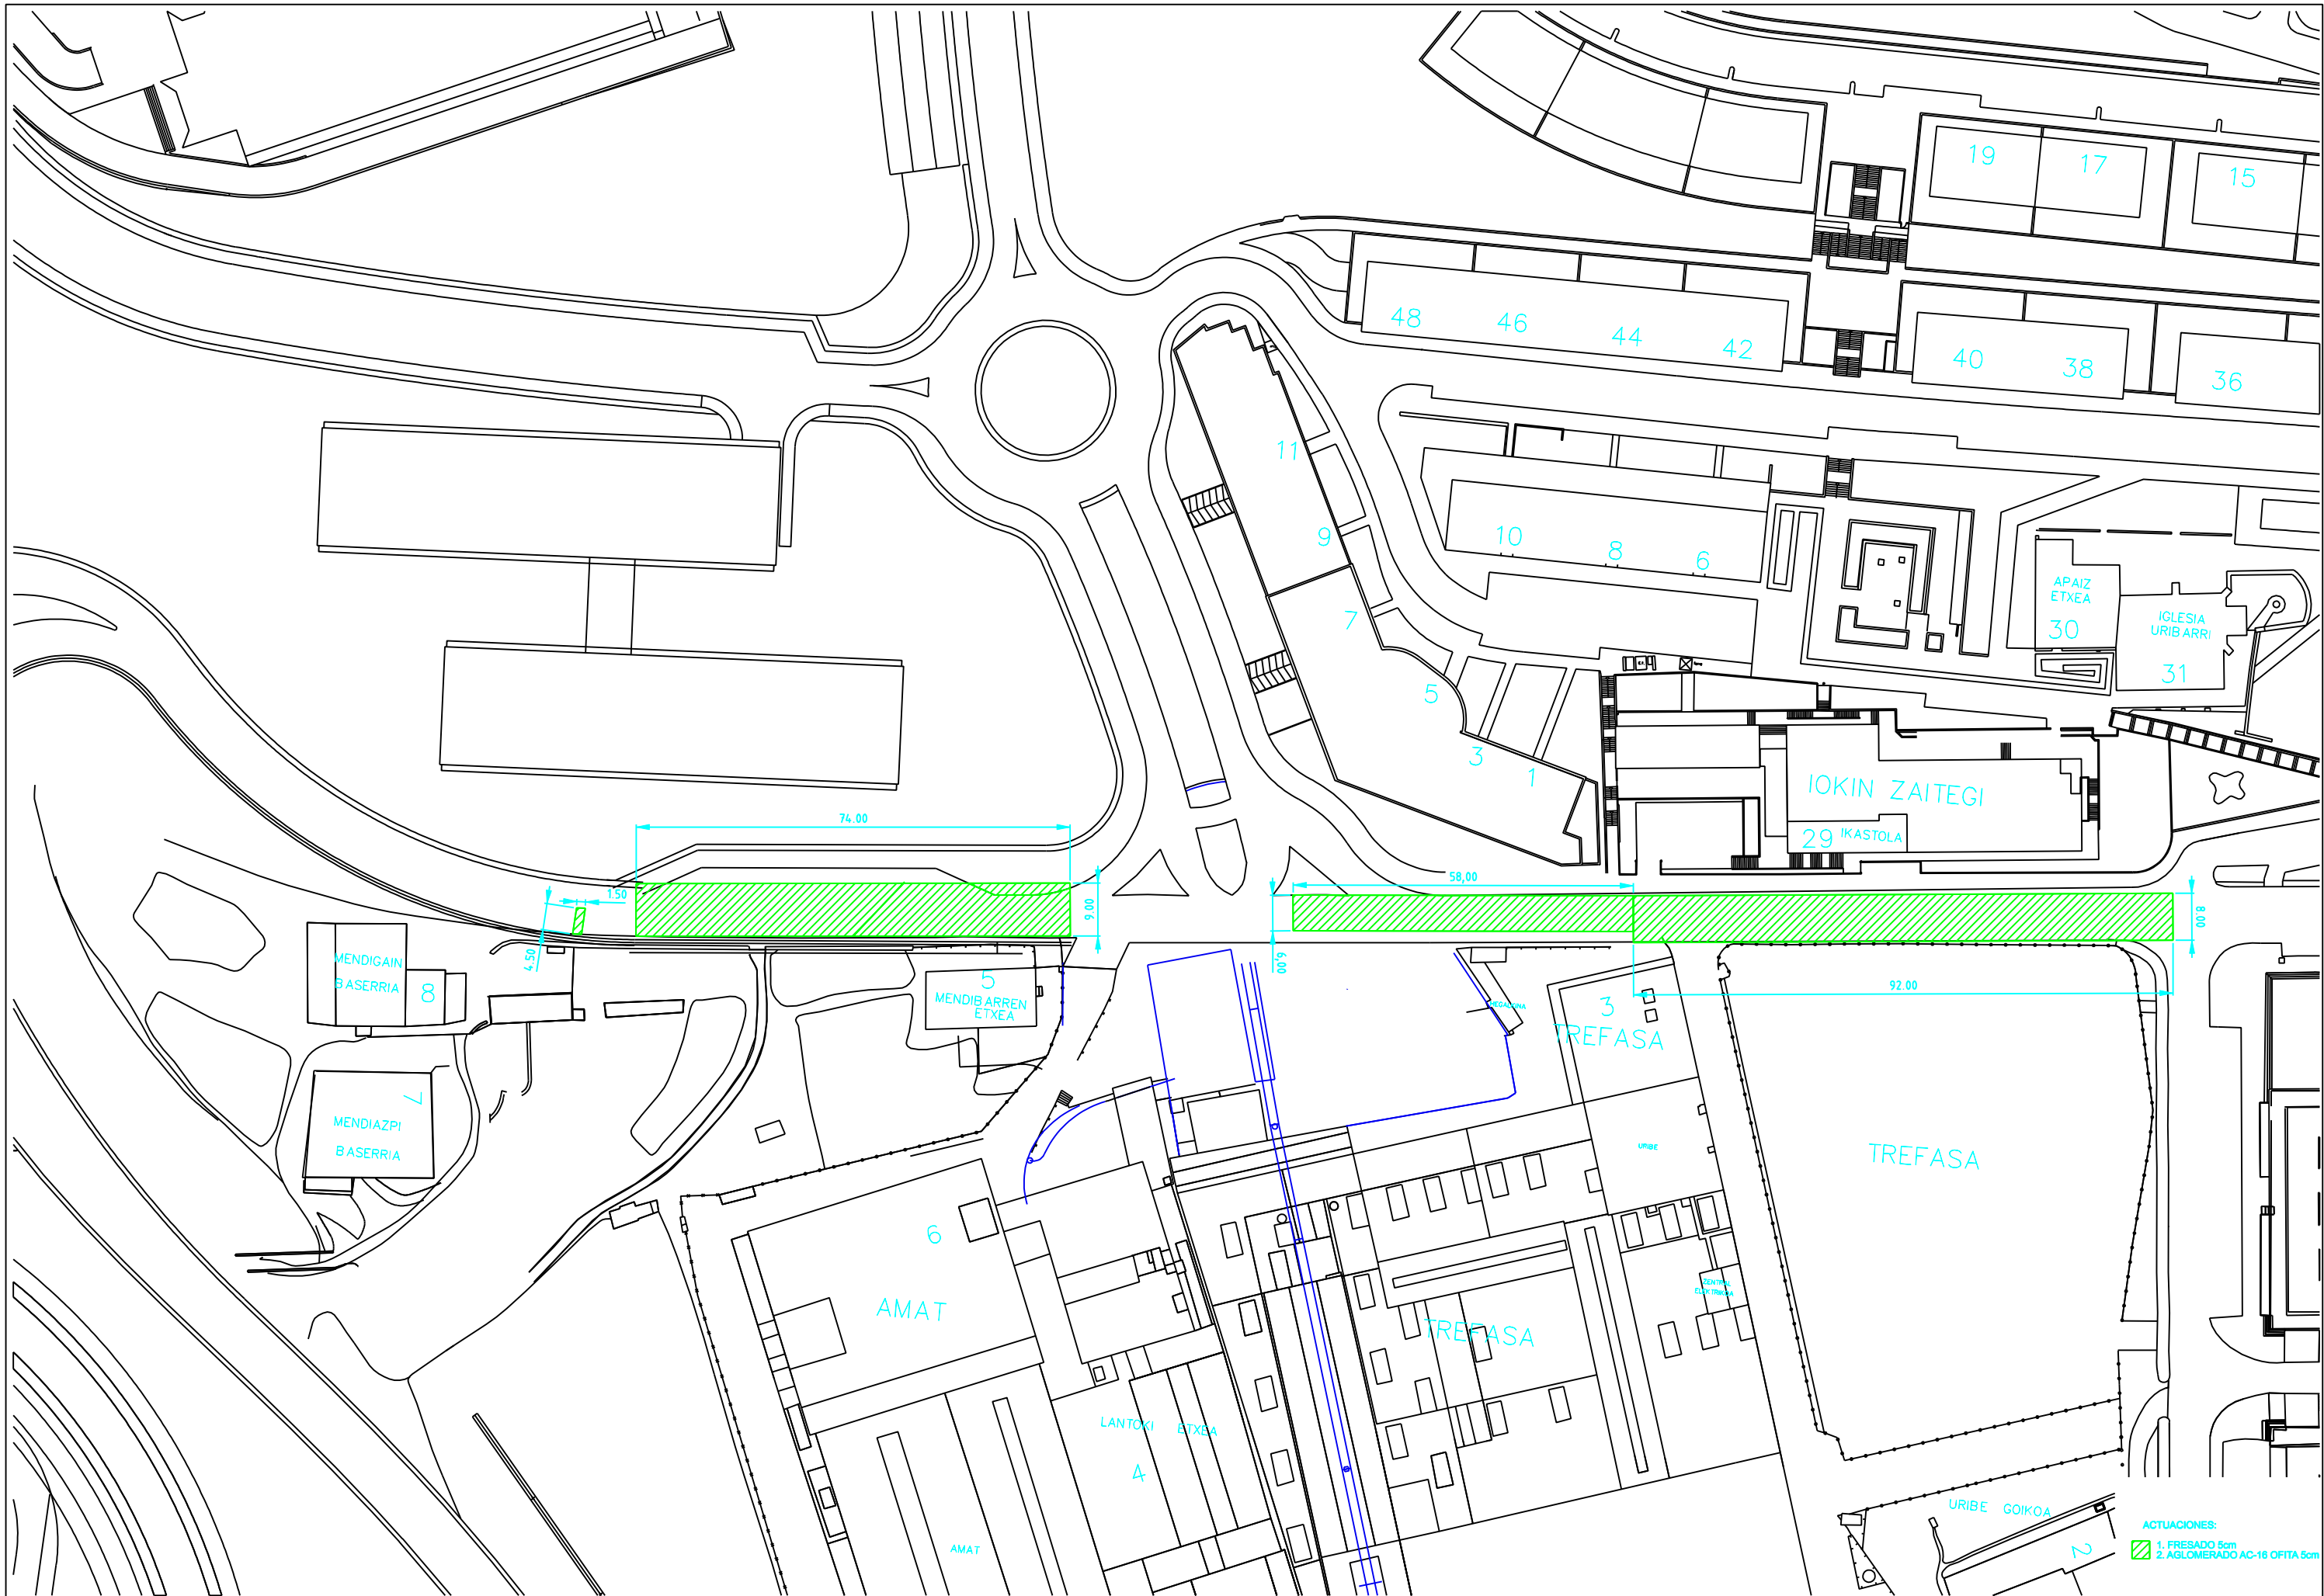 19
17
15
48
46
44
42
40
38
36
11
10
9
8
6
7
5
3
1
APAIZ
ETXEA
30
IGLESIA
URIBARRI
31
IOKIN ZAITEGI
29 IKASTOLA
74.00
1.50
4.50
9.00
58,00
6,00
8.00
92.00
MENDIGAIN
BASERRIA
8
7
MENDIAZPI
BASERRIA
5
MENDIBARREN
ETXEA
3
TREFASA
URIBE
TREFASA
6
AMAT
ZENTRAL
ELEKTRIKOA
TREFASA
LANTOKI ETXEA
4
AMAT
URIBE GOIKOA
2
ACTUACIONES:
1. FRESADO 5cm
2. AGLOMERADO AC-16 OFITA 5cm